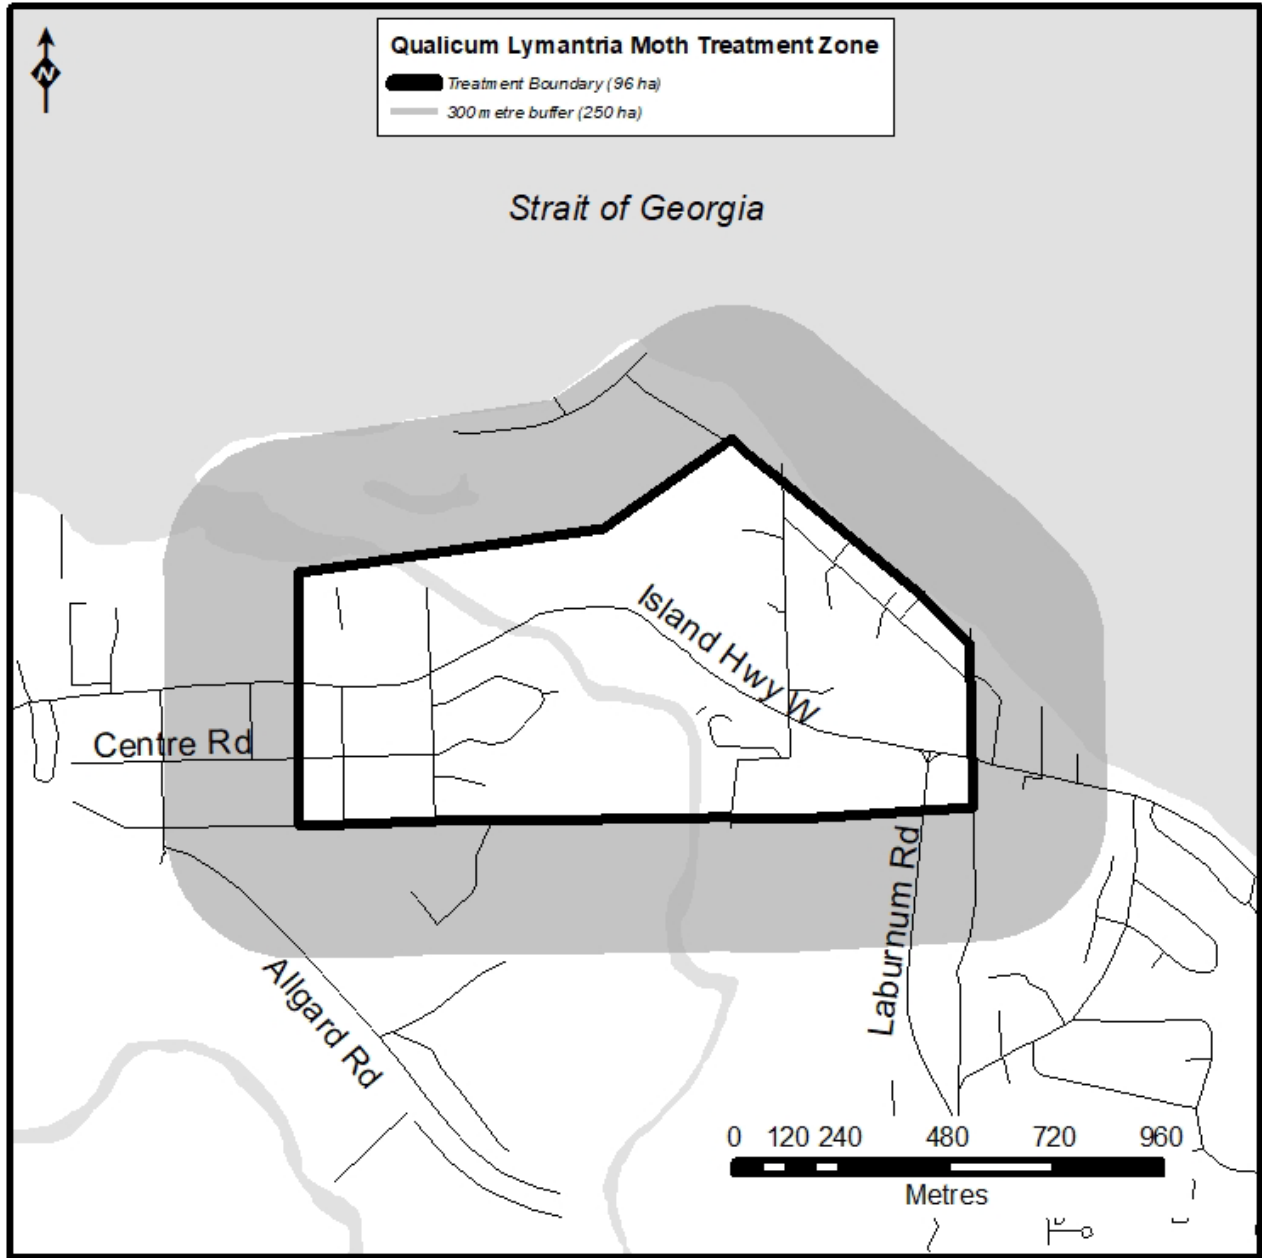 Qualicum Lymantria Moth Treatment Zone
N
Treatment Boundary (96 ha)
300 metre buffer (250 ha)
Strait of Georgia
Island Hwy W
Centre Rd
Laburnum Rd
Allgard Rd
0 120 240 480 720 960
Metres